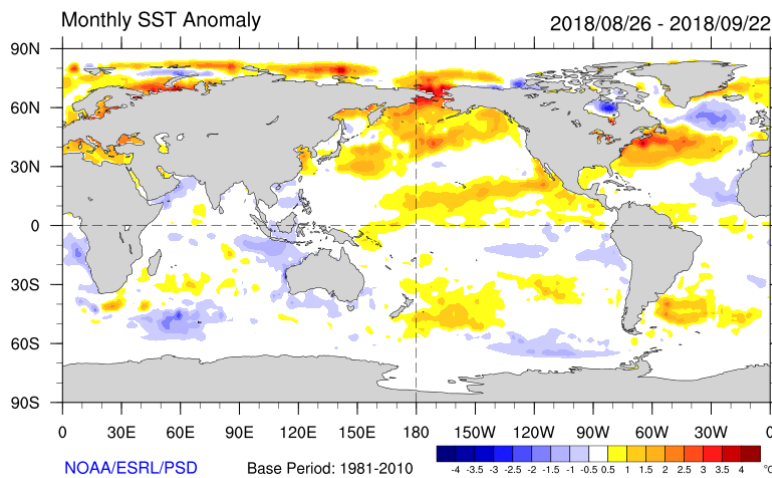 Monthly SST Anomaly 2018/08/26 - 2018/09/22
90N
60N
30N
0
30S
60S
90S
0 30E 60E 90E 120E 150E 180 150W 120W 90W 60W 30W 0
NOAA/ESRL/PSD Base Period: 1981-2010
-4 -3.5 -3 -2.5 -2 -1.5 -1 -0.5 0.5 1 1.5 2 2.5 3 3.5 4 °C